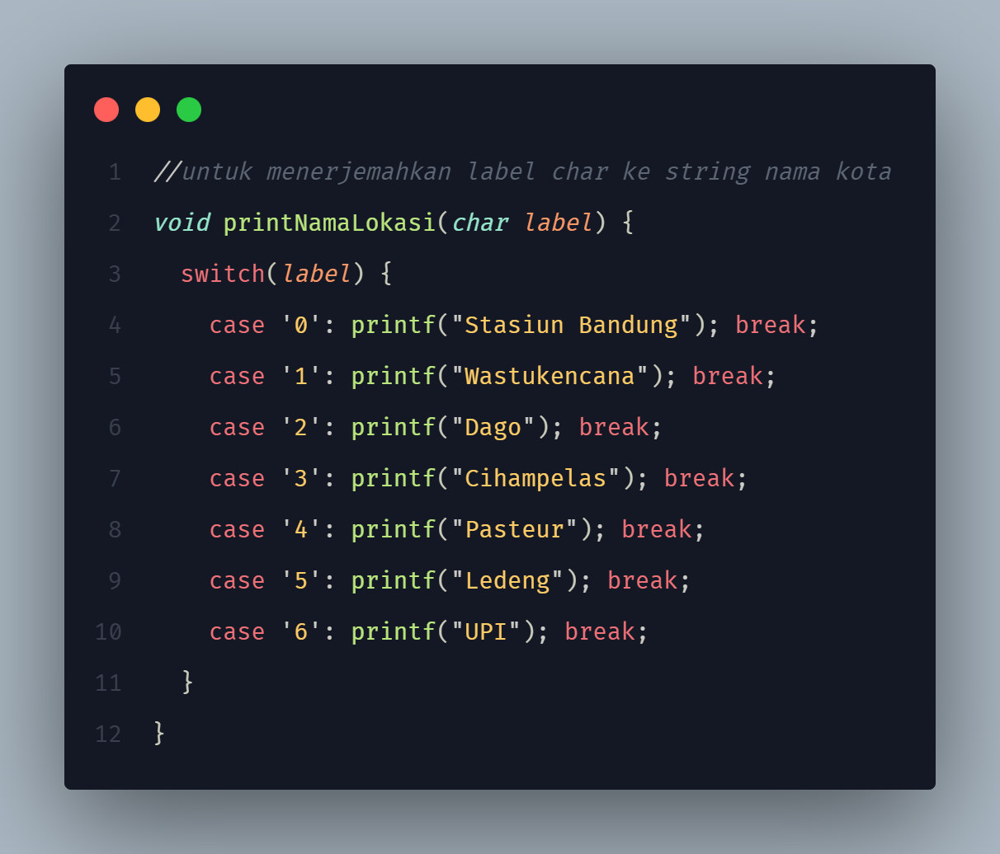 1 //untuk menerjemahkan label char ke string nama kota
2 void printNamaLokasi(char label) {
3   switch(label) {
4     case '0': printf("Stasiun Bandung"); break;
5     case '1': printf("Wastukencana"); break;
6     case '2': printf("Dago"); break;
7     case '3': printf("Cihampelas"); break;
8     case '4': printf("Pasteur"); break;
9     case '5': printf("Ledeng"); break;
10     case '6': printf("UPI"); break;
11   }
12 }